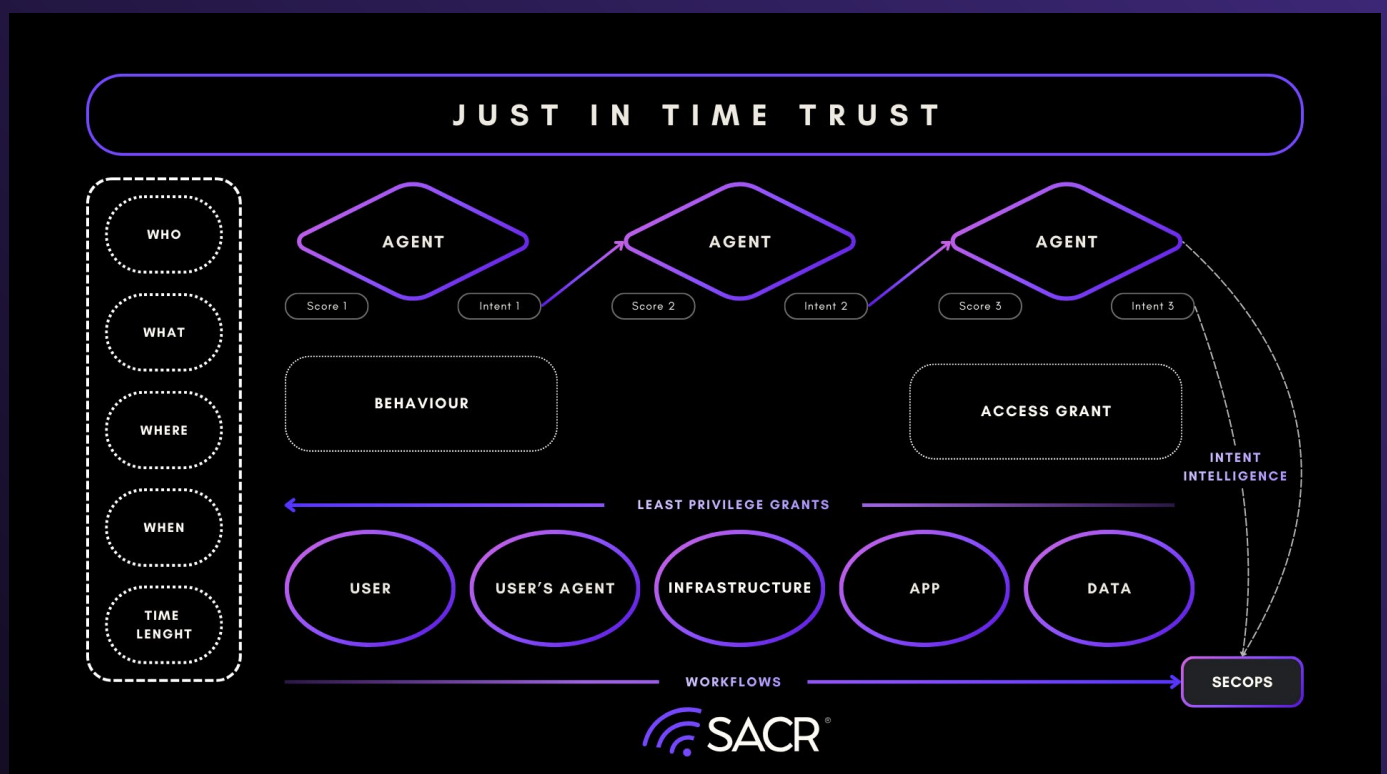 JUST IN TIME TRUST
WHO
WHAT
WHERE
WHEN
TIME
LENGHT
AGENT
AGENT
AGENT
Score 1
Intent 1
Score 2
Intent 2
Score 3
Intent 3
BEHAVIOUR
ACCESS GRANT
INTENT
INTELLIGENCE
LEAST PRIVILEGE GRANTS
USER
USER’S AGENT
INFRASTRUCTURE
APP
DATA
WORKFLOWS
SECOPS
SACR®